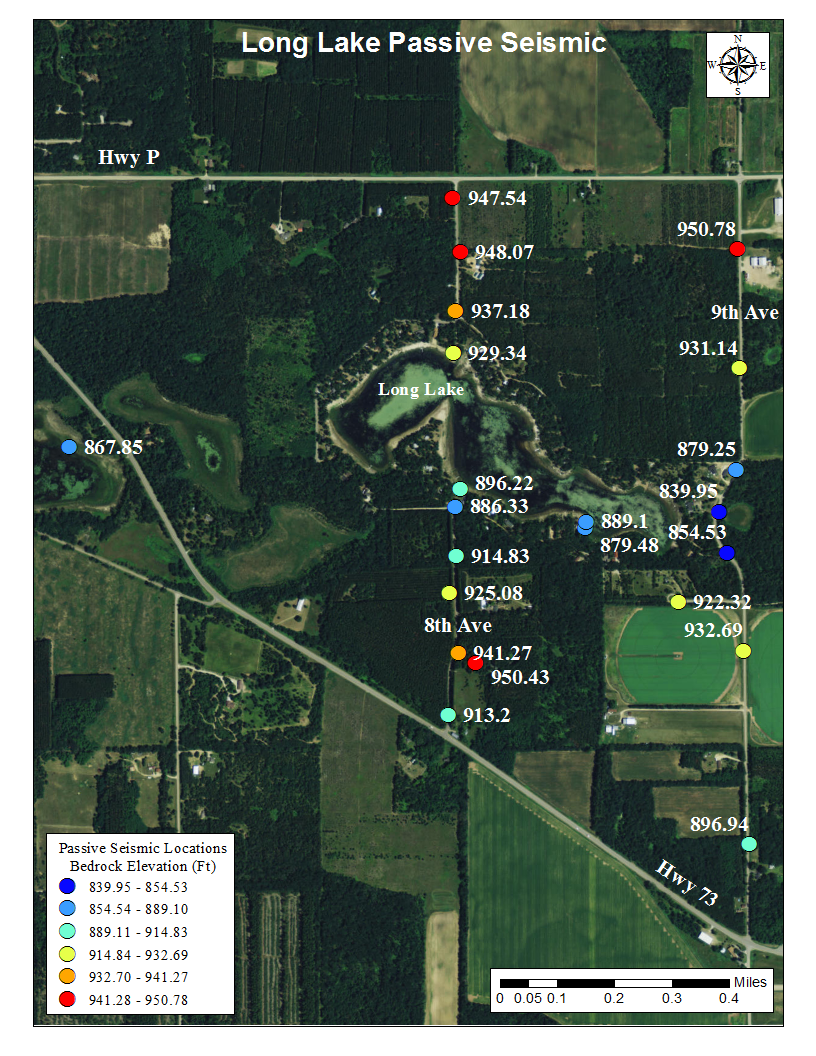 Long Lake Passive Seismic
N
W E
S
Hwy P
947.54
950.78
948.07
937.18
9th Ave
929.34
931.14
Long Lake
867.85
879.25
896.22
839.95
886.33
889.1
854.53
879.48
914.83
925.08
922.32
8th Ave
932.69
941.27
950.43
913.2
896.94
Hwy 73
Passive Seismic Locations
Bedrock Elevation (Ft)
839.95 - 854.53
854.54 - 889.10
889.11 - 914.83
914.84 - 932.69
932.70 - 941.27
941.28 - 950.78
Miles
0 0.05 0.1 0.2 0.3 0.4